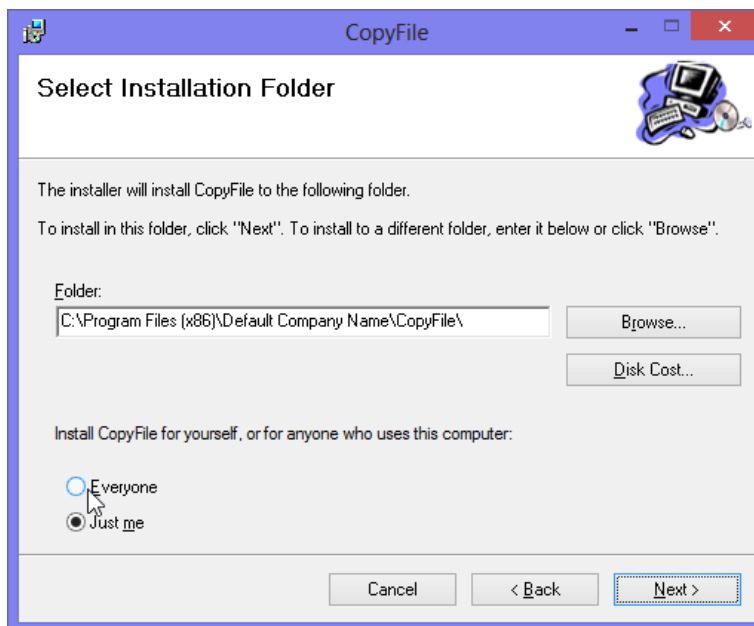 CopyFile
Select Installation Folder
The installer will install CopyFile to the following folder.
To install in this folder, click "Next". To install to a different folder, enter it below or click "Browse".
Folder:
C:\Program Files (x86)\Default Company Name\CopyFile\
Browse...
Disk Cost...
Install CopyFile for yourself, or for anyone who uses this computer:
Everyone
Just me
Cancel
< Back
Next >